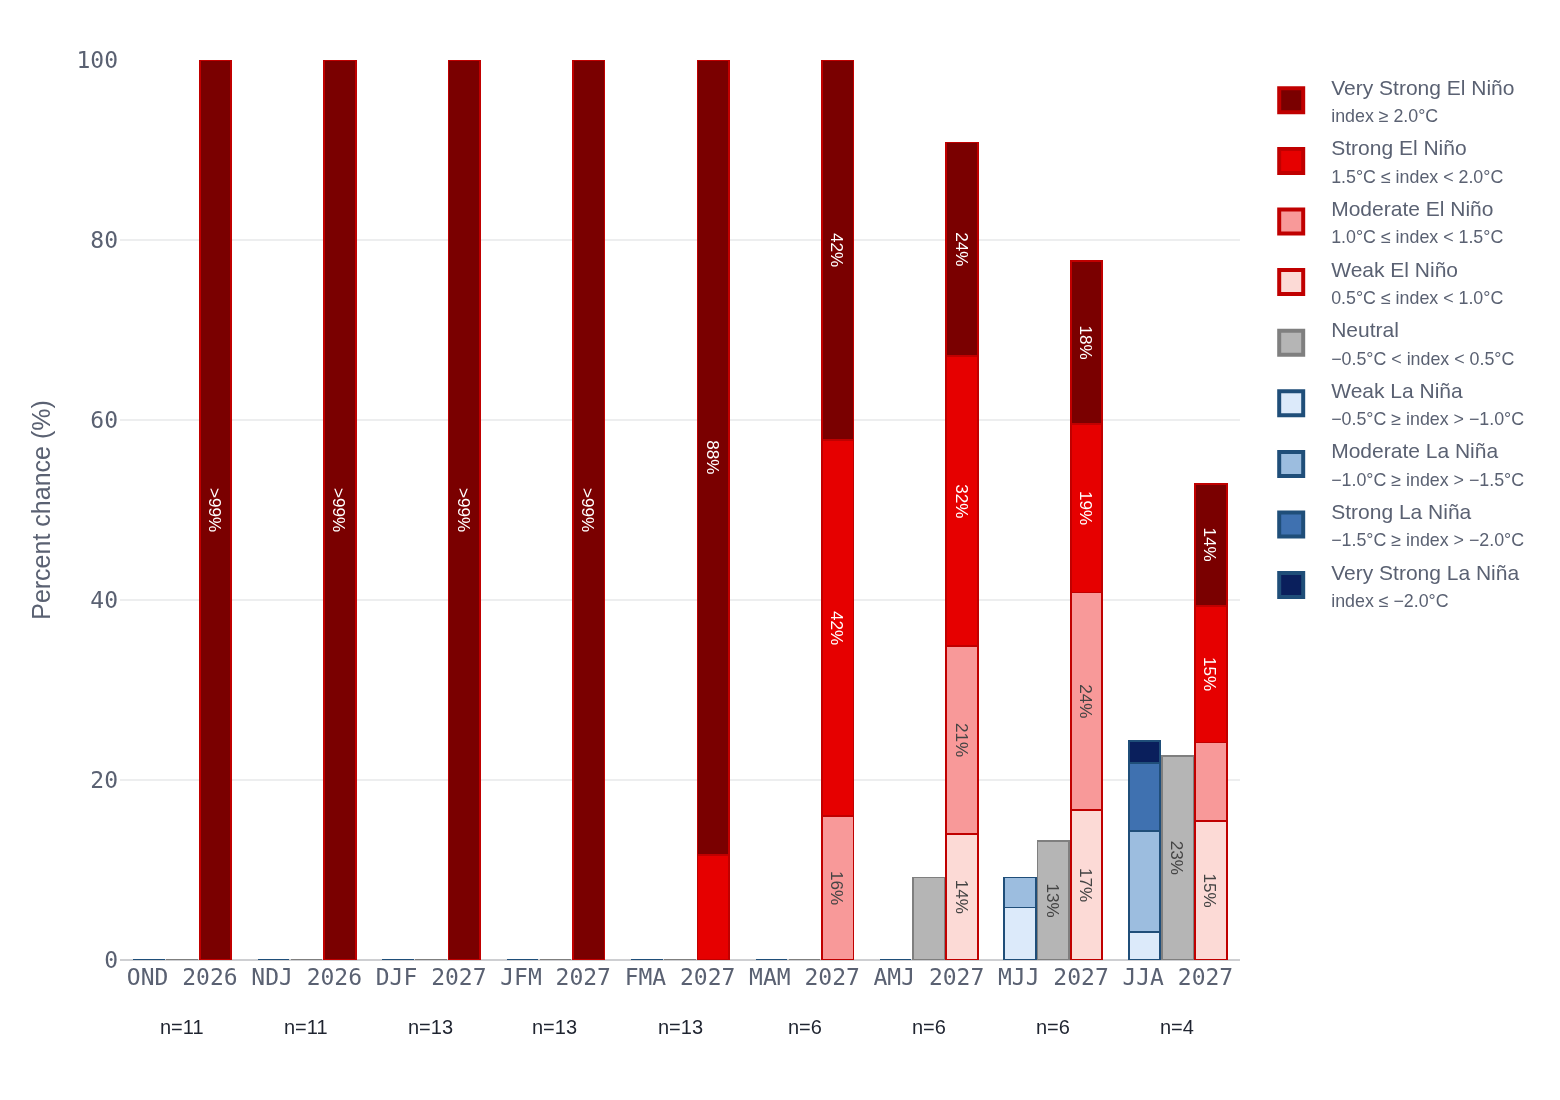 Percent chance (%)
100
80
60
40
20
0
>99%
>99%
>99%
>99%
88%
42%
42%
16%
24%
32%
21%
14%
18%
19%
24%
17%
13%
14%
15%
15%
23%
OND 2026 NDJ 2026 DJF 2027 JFM 2027 FMA 2027 MAM 2027 AMJ 2027 MJJ 2027 JJA 2027
n=11 n=11 n=13 n=13 n=13 n=6 n=6 n=6 n=4
Very Strong El Niño
index ≥ 2.0°C
Strong El Niño
1.5°C ≤ index < 2.0°C
Moderate El Niño
1.0°C ≤ index < 1.5°C
Weak El Niño
0.5°C ≤ index < 1.0°C
Neutral
−0.5°C < index < 0.5°C
Weak La Niña
−0.5°C ≥ index > −1.0°C
Moderate La Niña
−1.0°C ≥ index > −1.5°C
Strong La Niña
−1.5°C ≥ index > −2.0°C
Very Strong La Niña
index ≤ −2.0°C